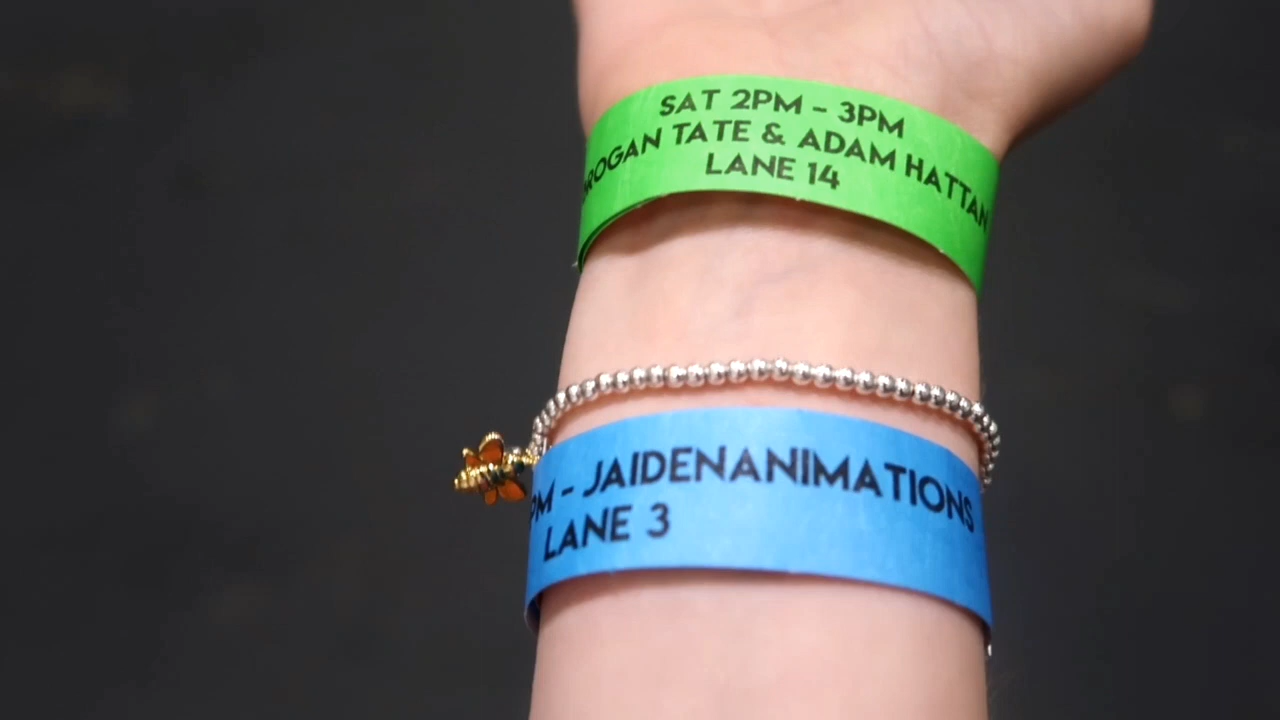 SAT 2PM - 3PM
ROGAN TATE & ADAM HATTAN
LANE 14
PM - JAIDENANIMATIONS
LANE 3